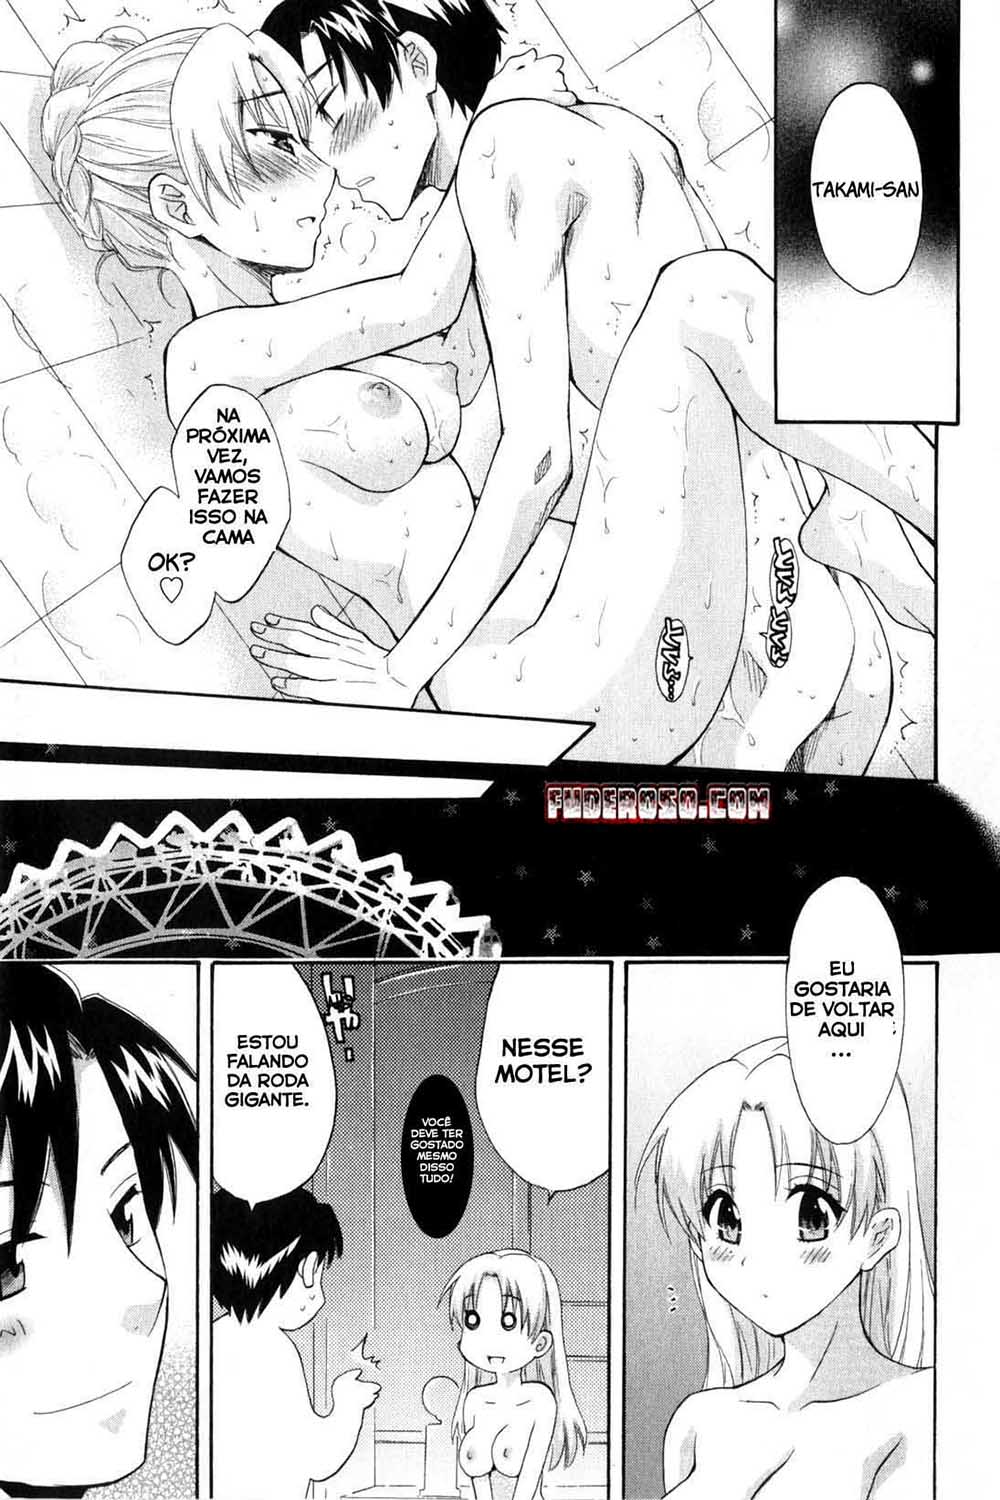 TAKAMI-SAN
NA
PRÓXIMA
VEZ,
VAMOS
FAZER
ISSO NA
CAMA
OK?
♡
FUDEROSO.COM
EU
GOSTARIA
DE VOLTAR
AQUI
...
NESSE
MOTEL?
VOCÊ
DEVE TER
GOSTADO
MESMO
DISSO
TUDO!
ESTOU
FALANDO
DA RODA
GIGANTE.